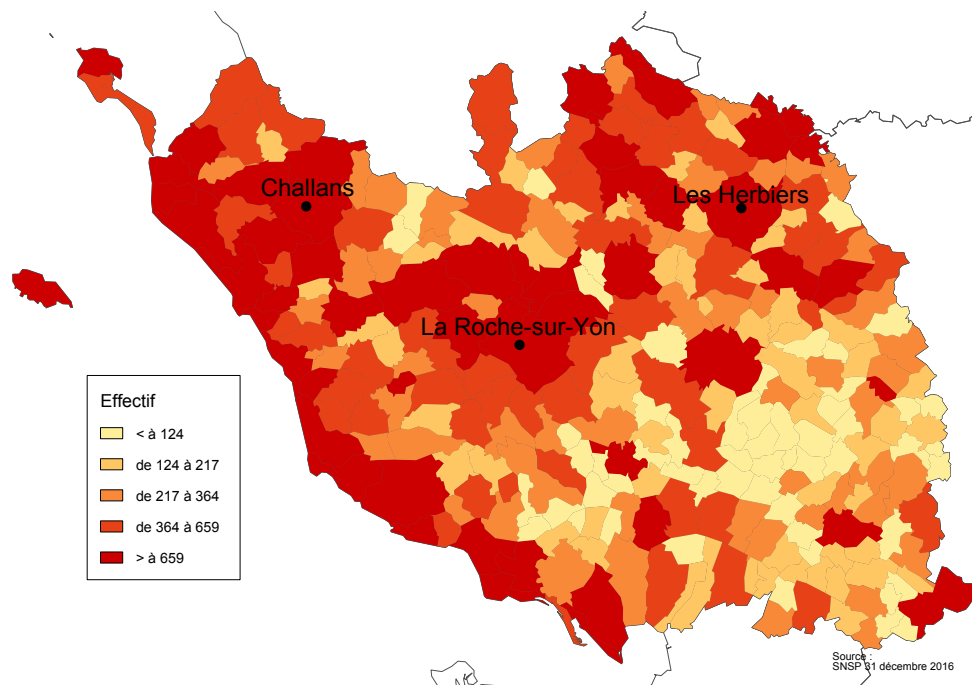 Challans
Les Herbiers
La Roche-sur-Yon
Effectif
< à 124
de 124 à 217
de 217 à 364
de 364 à 659
> à 659
Source :
SNSP 31 décembre 2016